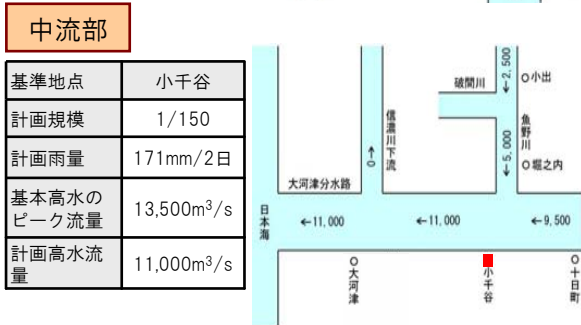 中流部
基準地点 小千谷
計画規模 1/150
計画雨量 171mm/2日
基本高水の
ピーク流量 13,500m³/s
計画高水流
量 11,000m³/s
←2,500
小出
破間川
魚野川
信濃川下流
←0
←5,000
堀之内
大河津分水路
日本海
←11,000
←11,000
←9,500
大河津
小千谷
十日町